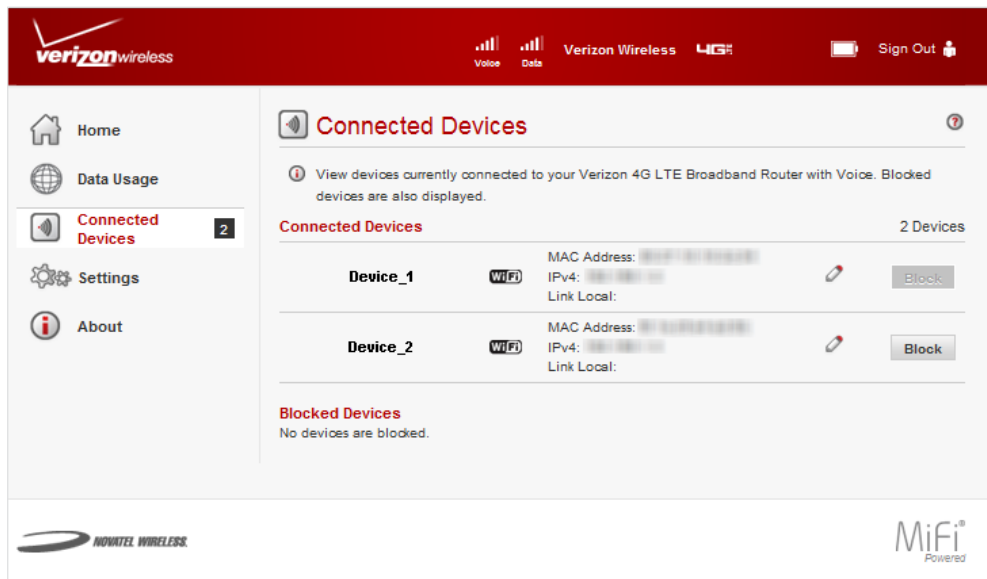 verizonwireless
Voice
Data
Verizon Wireless
4G LTE
Sign Out
Home
Data Usage
Connected
Devices
2
Settings
About
Connected Devices
?
View devices currently connected to your Verizon 4G LTE Broadband Router with Voice. Blocked
devices are also displayed.
Connected Devices
2 Devices
Device_1
WiFi
MAC Address:
IPv4:
Link Local:
Block
Device_2
WiFi
MAC Address:
IPv4:
Link Local:
Block
Blocked Devices
No devices are blocked.
NOVATEL WIRELESS.
MiFi®
Powered